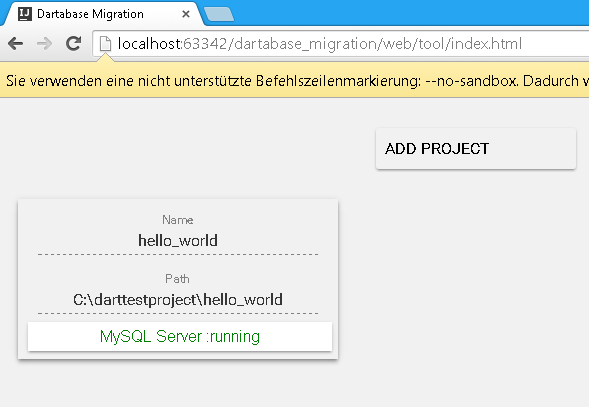 Dartabase Migration
localhost:63342/dartabase_migration/web/tool/index.html
Sie verwenden eine nicht unterstützte Befehlszeilenmarkierung: --no-sandbox. Dadurch w
ADD PROJECT
Name
hello_world
Path
C:\darttestproject\hello_world
MySQL Server :running